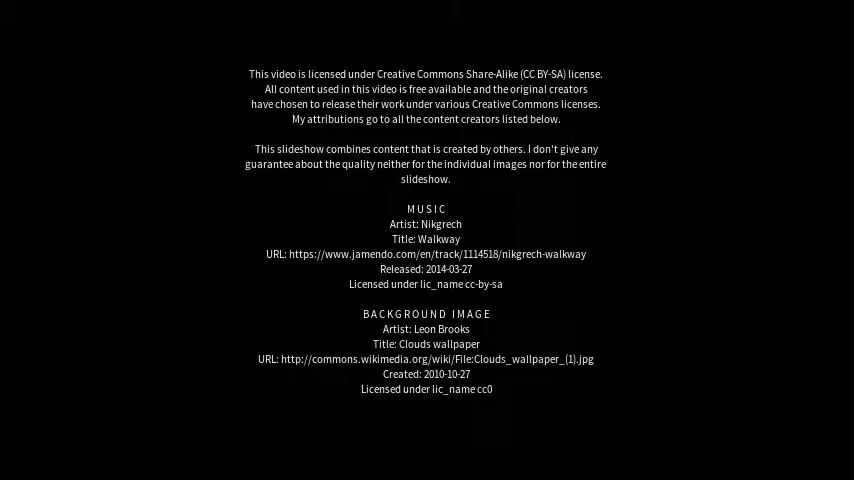 This video is licensed under Creative Commons Share-Alike (CC BY-SA) license.
All content used in this video is free available and the original creators
have chosen to release their work under various Creative Commons licenses.
My attributions go to all the content creators listed below.
This slideshow combines content that is created by others. I don't give any
guarantee about the quality neither for the individual images nor for the entire
slideshow.
MUSIC
Artist: Nikgrech
Title: Walkway
URL: https://www.jamendo.com/en/track/1114518/nikgrech-walkway
Released: 2014-03-27
Licensed under lic_name cc-by-sa
BACKGROUND IMAGE
Artist: Leon Brooks
Title: Clouds wallpaper
URL: http://commons.wikimedia.org/wiki/File:Clouds_wallpaper_(1).jpg
Created: 2010-10-27
Licensed under lic_name cc0